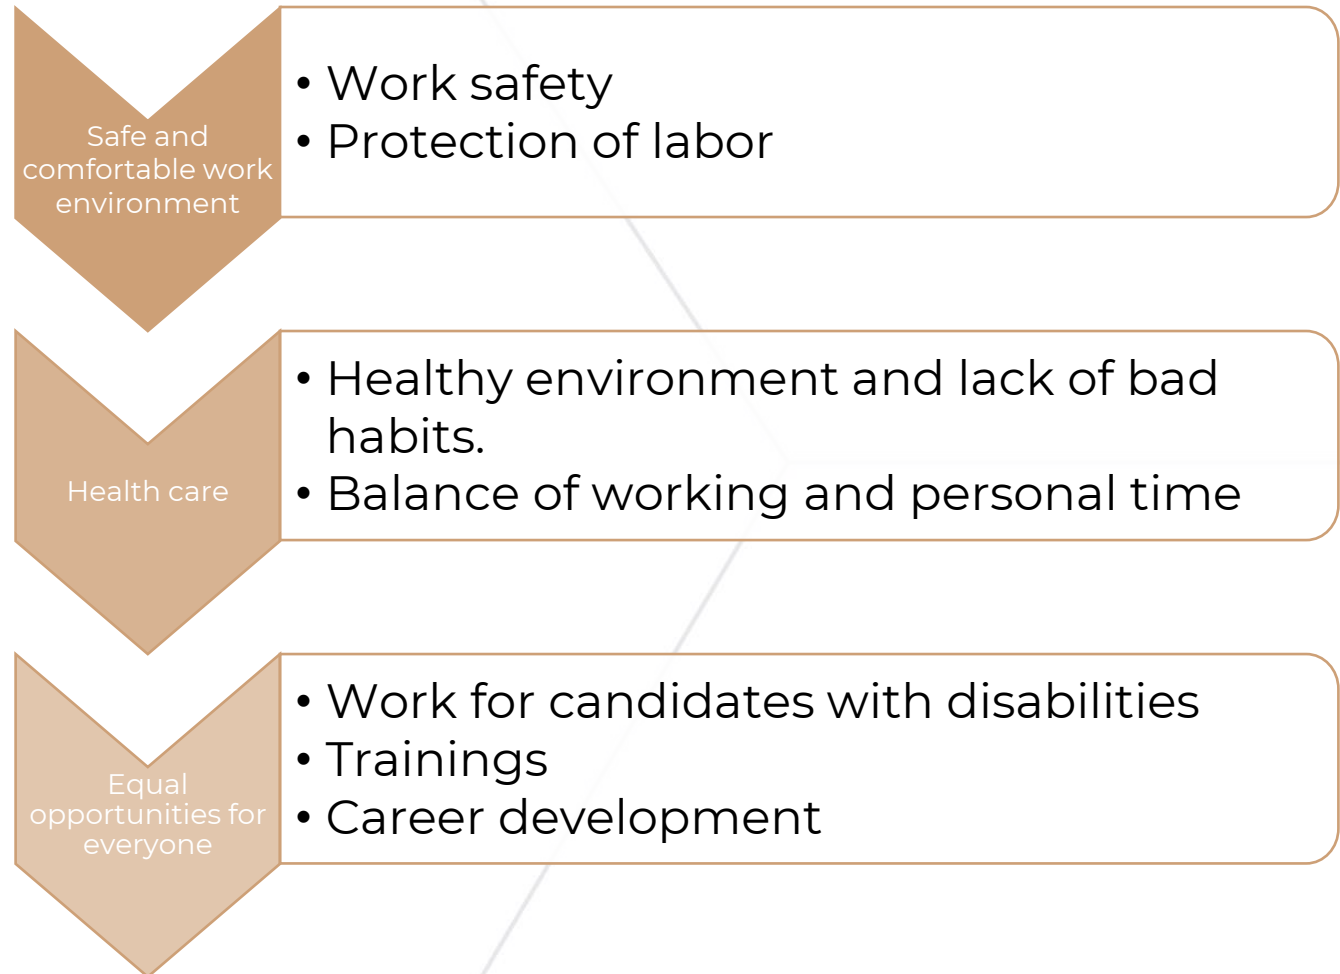 Safe and
comfortable work
environment
• Work safety
• Protection of labor
Health care
• Healthy environment and lack of bad
habits.
• Balance of working and personal time
Equal
opportunities for
everyone
• Work for candidates with disabilities
• Trainings
• Career development